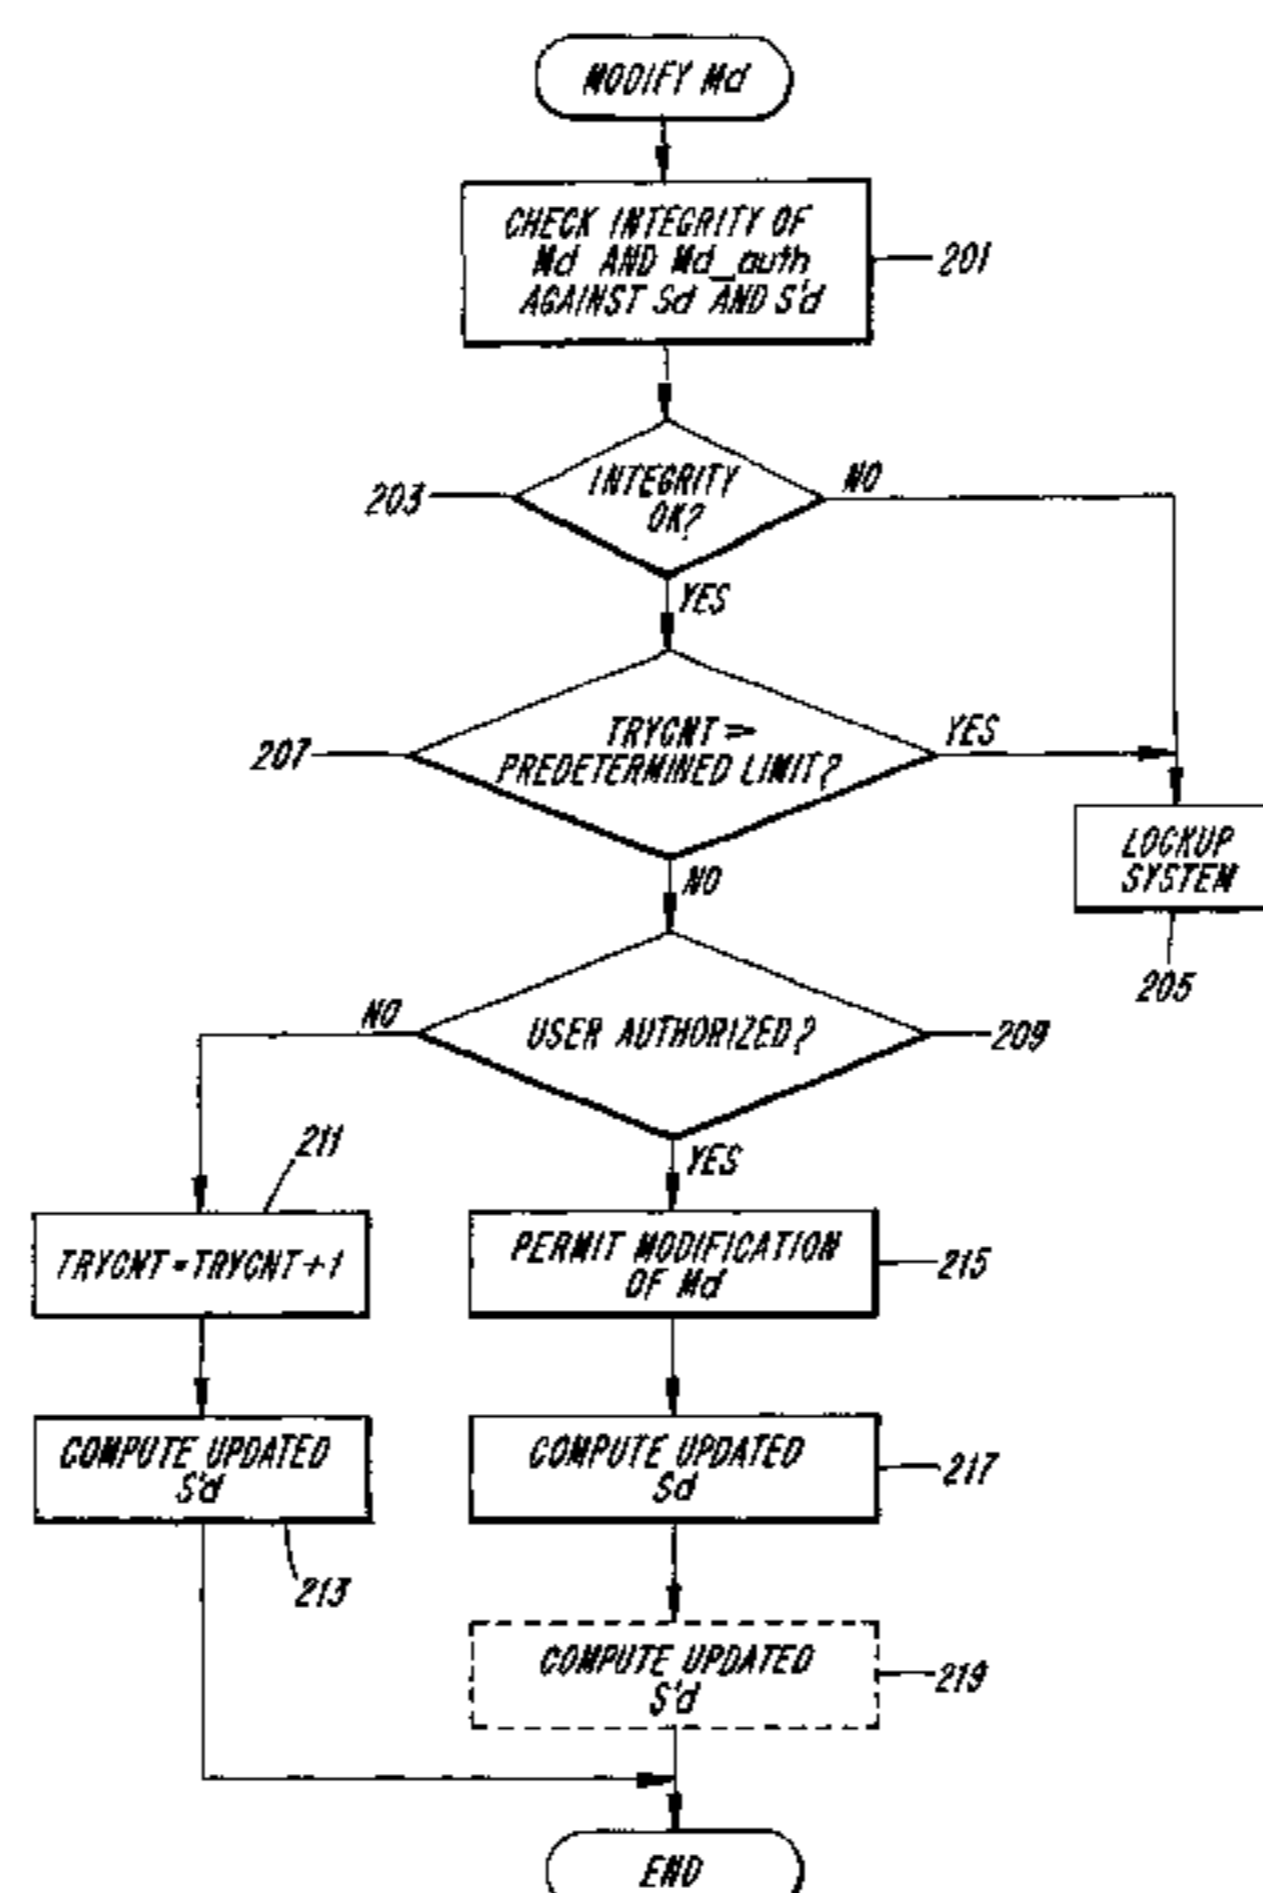 MODIFY Md
CHECK INTEGRITY OF
Md AND Md_auth
AGAINST Sd AND S'd
201
INTEGRITY
OK?
203
NO
YES
TRYCNT =>
PREDETERMINED LIMIT?
207
YES
NO
LOCKUP
SYSTEM
205
USER AUTHORIZED?
209
NO
YES
211
TRYCNT = TRYCNT + 1
PERMIT MODIFICATION
OF Md
215
COMPUTE UPDATED
S'd
213
COMPUTE UPDATED
Sd
217
COMPUTE UPDATED
S'd
219
END